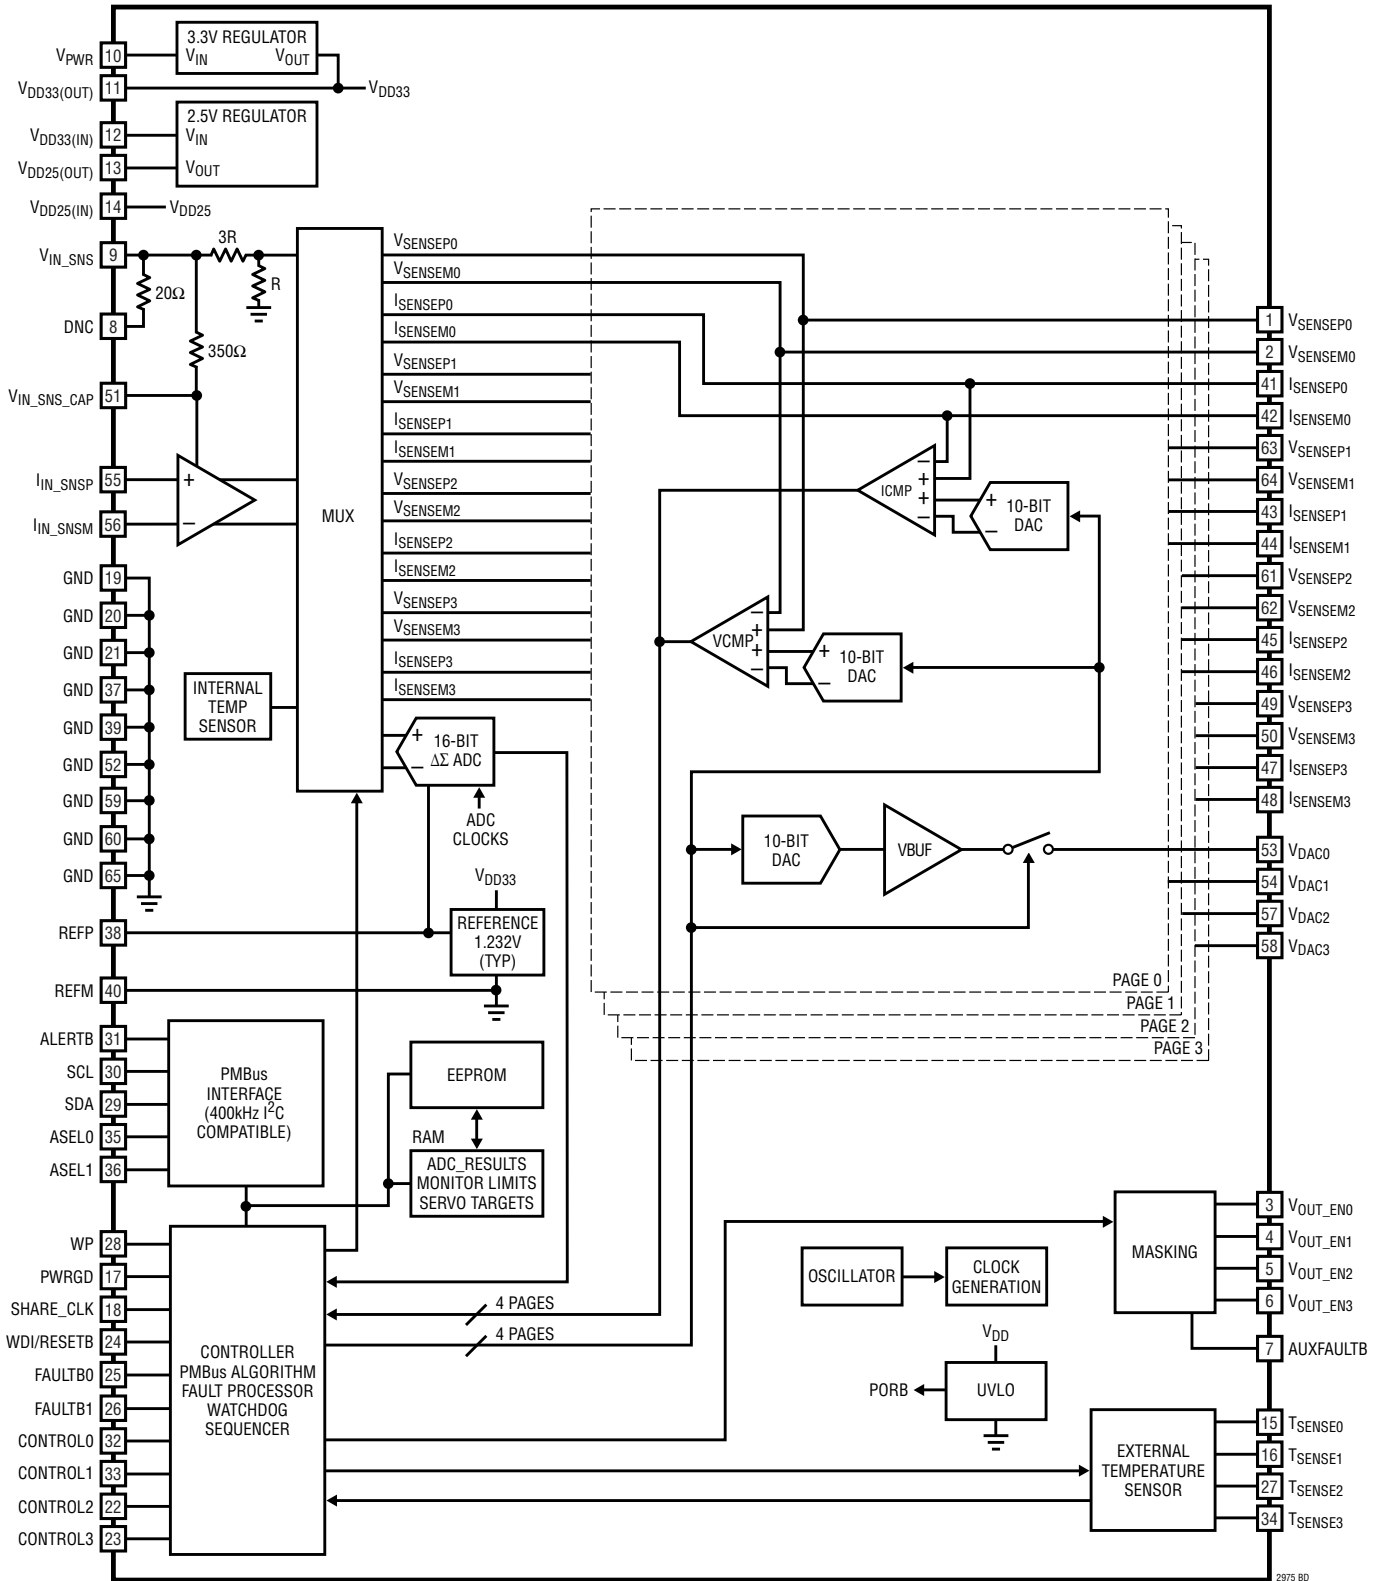 3.3V REGULATOR
VIN
VOUT
VPWR 10
VDD33(OUT) 11
VDD33
2.5V REGULATOR
VIN
VOUT
VDD33(IN) 12
VDD25(OUT) 13
VDD25(IN) 14
VDD25
VIN_SNS 9
3R
R
20Ω
DNC 8
350Ω
VIN_SNS_CAP 51
IIN_SNSP 55
+
IIN_SNSM 56
−
GND 19
GND 20
GND 21
GND 37
GND 39
GND 52
GND 59
GND 60
GND 65
REFP 38
REFM 40
ALERTB 31
SCL 30
SDA 29
ASEL0 35
ASEL1 36
WP 28
PWRGD 17
SHARE_CLK 18
WDI/RESETB 24
FAULTB0 25
FAULTB1 26
CONTROL0 32
CONTROL1 33
CONTROL2 22
CONTROL3 23
MUX
INTERNAL
TEMP
SENSOR
VSENSEP0
VSENSEM0
ISENSEP0
ISENSEM0
VSENSEP1
VSENSEM1
ISENSEP1
ISENSEM1
VSENSEP2
VSENSEM2
ISENSEP2
ISENSEM2
VSENSEP3
VSENSEM3
ISENSEP3
ISENSEM3
+
−
16-BIT
ΔΣ ADC
ADC
CLOCKS
VDD33
REFERENCE
1.232V
(TYP)
PMBus
INTERFACE
(400kHz I2C
COMPATIBLE)
EEPROM
RAM
ADC_RESULTS
MONITOR LIMITS
SERVO TARGETS
CONTROLLER
PMBus ALGORITHM
FAULT PROCESSOR
WATCHDOG
SEQUENCER
4 PAGES
4 PAGES
ICMP
−
+
+
−
+
−
10-BIT
DAC
VCMP
−
+
+
−
+
−
10-BIT
DAC
10-BIT
DAC
VBUF
PAGE 0
PAGE 1
PAGE 2
PAGE 3
OSCILLATOR
CLOCK
GENERATION
VDD
PORB
UVLO
MASKING
EXTERNAL
TEMPERATURE
SENSOR
1 VSENSEP0
2 VSENSEM0
41 ISENSEP0
42 ISENSEM0
63 VSENSEP1
64 VSENSEM1
43 ISENSEP1
44 ISENSEM1
61 VSENSEP2
62 VSENSEM2
45 ISENSEP2
46 ISENSEM2
49 VSENSEP3
50 VSENSEM3
47 ISENSEP3
48 ISENSEM3
53 VDAC0
54 VDAC1
57 VDAC2
58 VDAC3
3 VOUT_EN0
4 VOUT_EN1
5 VOUT_EN2
6 VOUT_EN3
7 AUXFAULTB
15 TSENSE0
16 TSENSE1
27 TSENSE2
34 TSENSE3
2975 BD